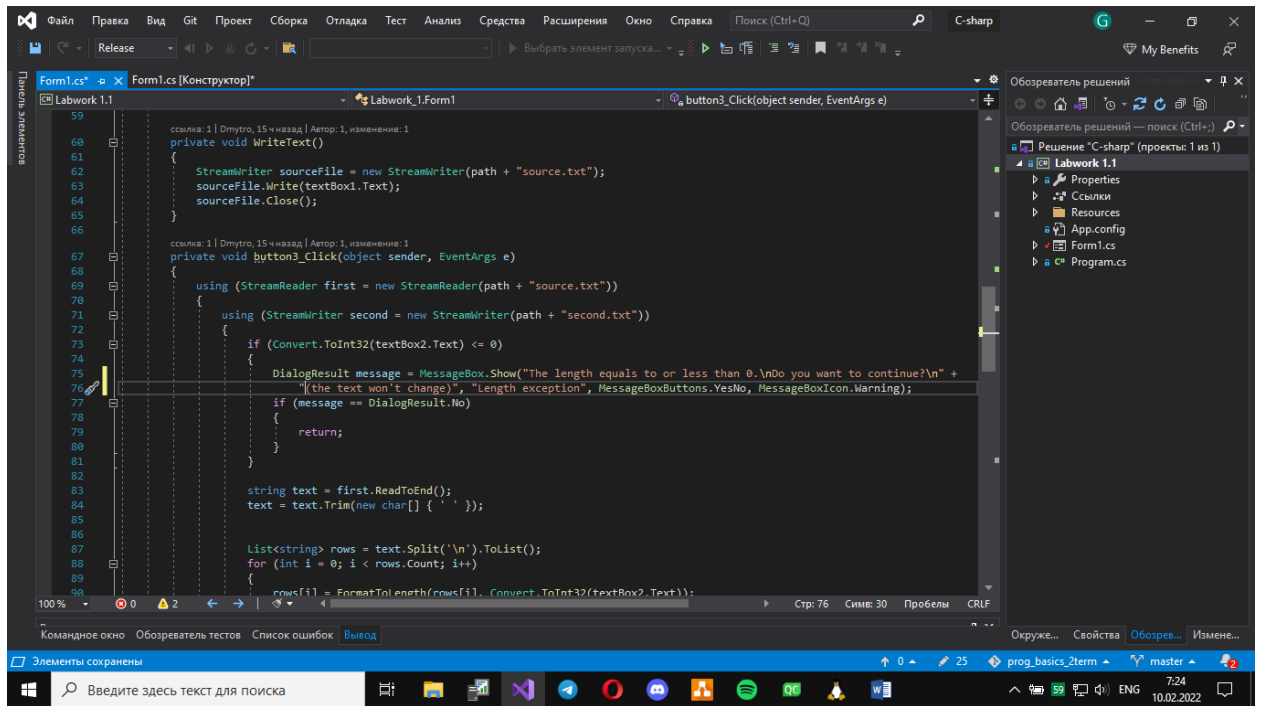 Файл Правка Вид Git Проект Сборка Отладка Тест Анализ Средства Расширения Окно Справка Поиск (Ctrl+Q) C-sharp G
Release Выбрать элемент запуска... My Benefits
Панель элементов
Form1.cs* Form1.cs [Конструктор]*
C# Labwork 1.1 Labwork_1.Form1 button3_Click(object sender, EventArgs e)
59
ссылка: 1 | Dmytro, 15 ч назад | Автор: 1, изменение: 1
60 private void WriteText()
61 {
62 StreamWriter sourceFile = new StreamWriter(path + "source.txt");
63 sourceFile.Write(textBox1.Text);
64 sourceFile.Close();
65 }
66
ссылка: 1 | Dmytro, 15 ч назад | Автор: 1, изменение: 1
67 private void button3_Click(object sender, EventArgs e)
68 {
69 using (StreamReader first = new StreamReader(path + "source.txt"))
70 {
71 using (StreamWriter second = new StreamWriter(path + "second.txt"))
72 {
73 if (Convert.ToInt32(textBox2.Text) <= 0)
74 {
75 DialogResult message = MessageBox.Show("The length equals to or less than 0.\nDo you want to continue?\n" +
76 "(the text won't change)", "Length exception", MessageBoxButtons.YesNo, MessageBoxIcon.Warning);
77 if (message == DialogResult.No)
78 {
79 return;
80 }
81 }
82
83 string text = first.ReadToEnd();
84 text = text.Trim(new char[] { ' ' });
85
86
87 List<string> rows = text.Split('\n').ToList();
88 for (int i = 0; i < rows.Count; i++)
89 {
90 rows[i] = FormatToLength(rows[i], Convert.ToInt32(textBox2.Text));
100 % 0 2 Стр: 76 Симв: 30 Пробелы CRLF
Командное окно Обозреватель тестов Список ошибок Вывод
Обозреватель решений
Обозреватель решений — поиск (Ctrl+;)
Решение "C-sharp" (проекты: 1 из 1)
C# Labwork 1.1
Properties
Ссылки
Resources
App.config
Form1.cs
C# Program.cs
Окруже... Свойства Обозрев... Измене...
Элементы сохранены 0 25 prog_basics_2term master 2
Введите здесь текст для поиска QC W 59 ENG 7:24
10.02.2022